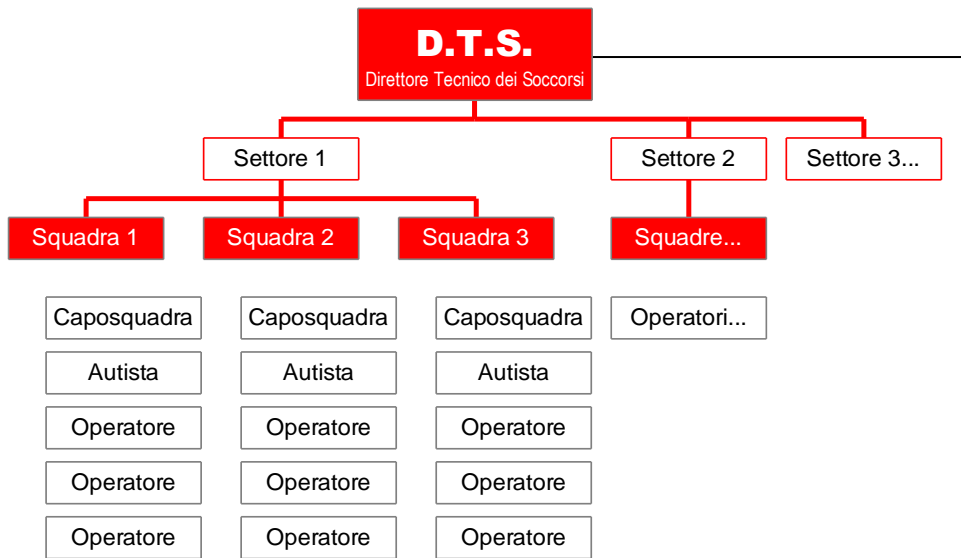 D.T.S.
Direttore Tecnico dei Soccorsi
Settore 1
Settore 2
Settore 3...
Squadra 1
Squadra 2
Squadra 3
Squadre...
Caposquadra
Caposquadra
Caposquadra
Operatori...
Autista
Autista
Autista
Operatore
Operatore
Operatore
Operatore
Operatore
Operatore
Operatore
Operatore
Operatore